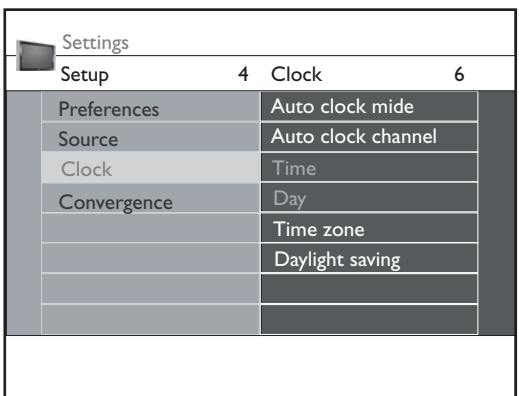 Settings
Setup 4 Clock 6
Preferences Auto clock mide
Source Auto clock channel
Clock Time
Convergence Day
Time zone
Daylight saving